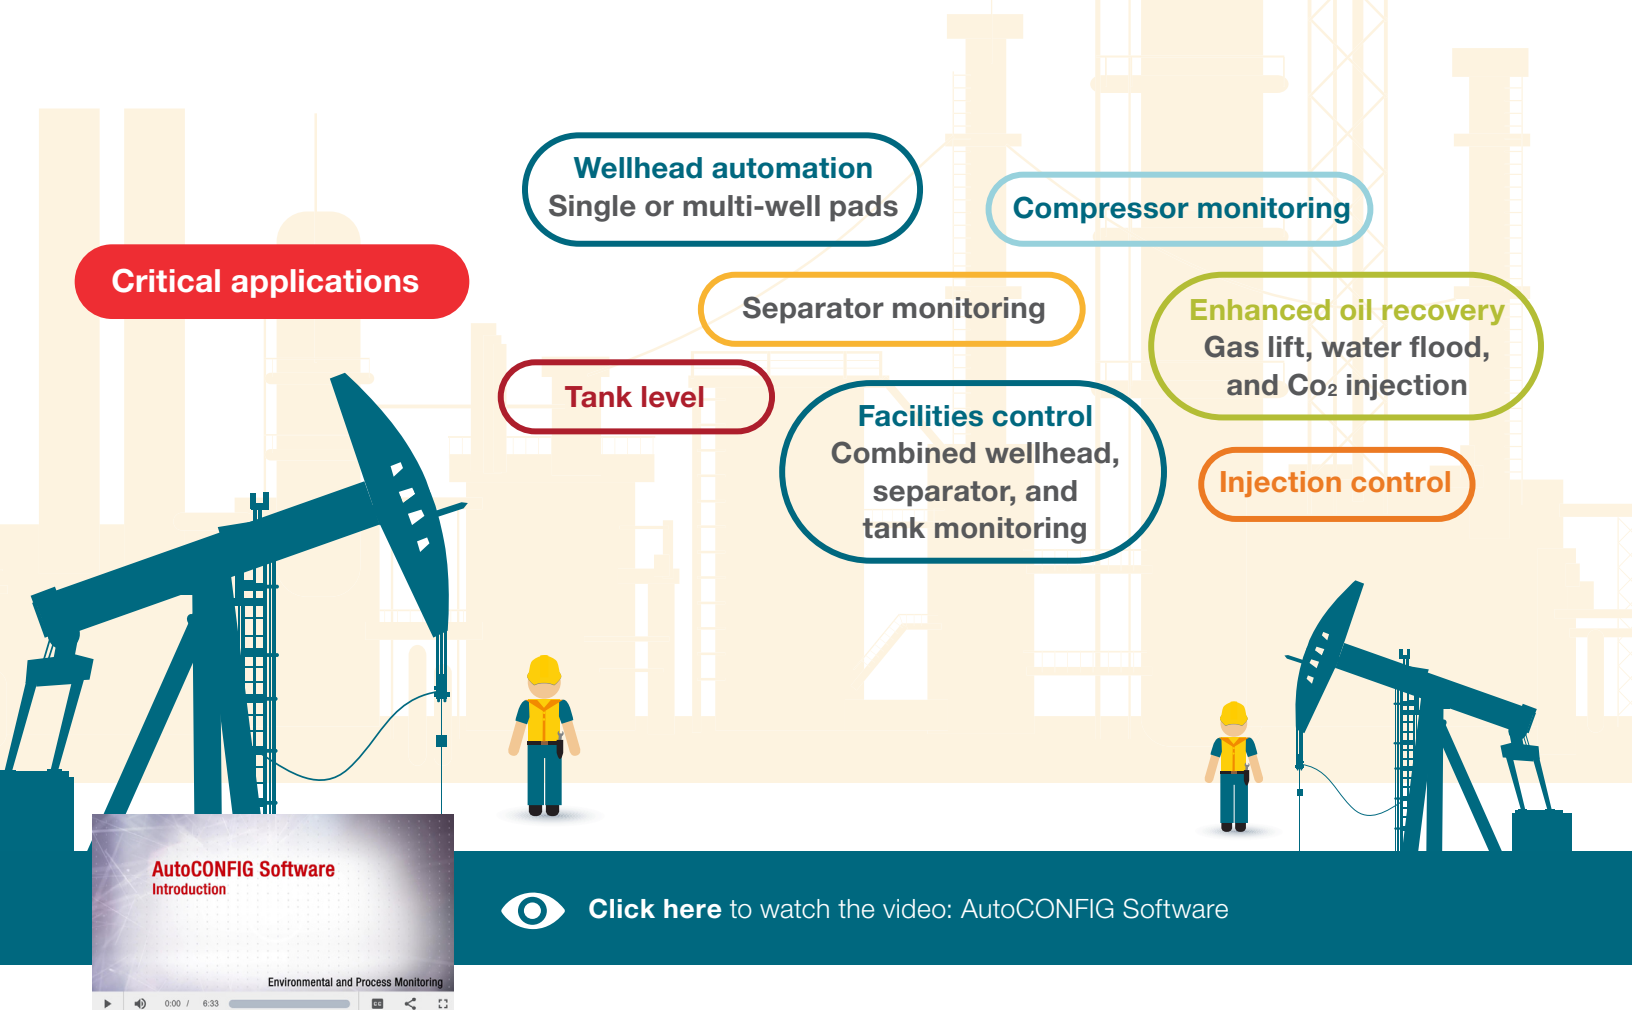 Critical applications
Wellhead automation
Single or multi-well pads
Compressor monitoring
Separator monitoring
Enhanced oil recovery
Gas lift, water flood,
and Co₂ injection
Tank level
Facilities control
Combined wellhead,
separator, and
tank monitoring
Injection control
AutoCONFIG Software
Introduction
Environmental and Process Monitoring
0:00 / 6:33
CC
Click here to watch the video: AutoCONFIG Software